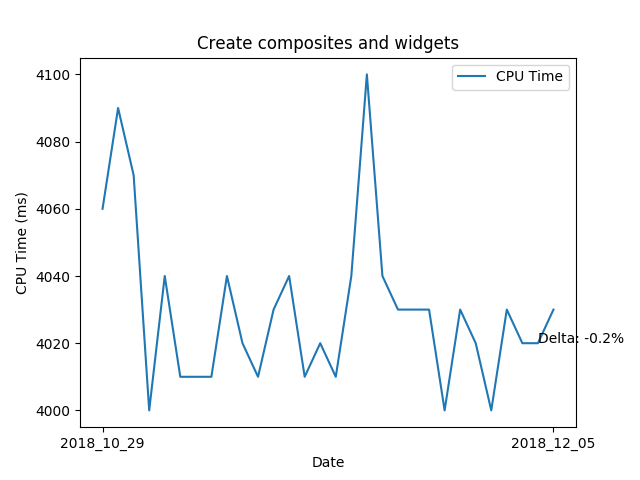 Create composites and widgets
CPU Time
4100
4080
4060
4040
4020
4000
CPU Time (ms)
Delta: -0.2%
2018_10_29
2018_12_05
Date